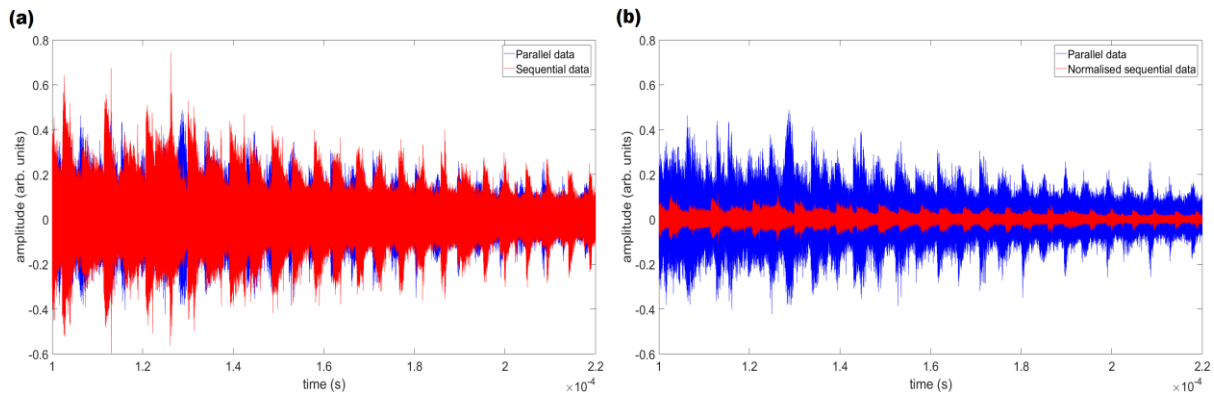 (a)
0.8
0.6
0.4
0.2
0
-0.2
-0.4
-0.6
amplitude (arb. units)
Parallel data
Sequential data
1 1.2 1.4 1.6 1.8 2 2.2
time (s)
×10⁻⁴
(b)
0.8
0.6
0.4
0.2
0
-0.2
-0.4
-0.6
amplitude (arb. units)
Parallel data
Normalised sequential data
1 1.2 1.4 1.6 1.8 2 2.2
time (s)
×10⁻⁴